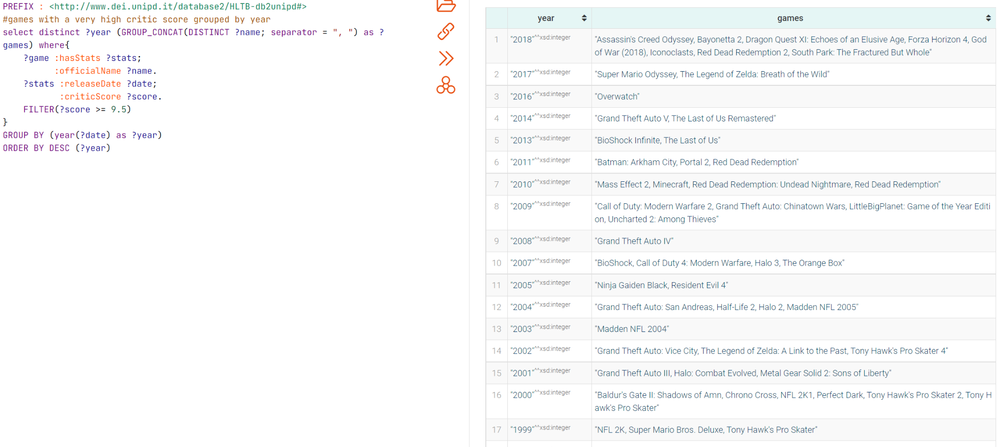 PREFIX : <http://www.dei.unipd.it/database2/HLTB-db2unipd#>
#games with a very high critic score grouped by year
select distinct ?year (GROUP_CONCAT(DISTINCT ?name; separator = ", ") as ?
games) where{
?game :hasStats ?stats;
:officialName ?name.
?stats :releaseDate ?date;
:criticScore ?score.
FILTER(?score >= 9.5)
}
GROUP BY (year(?date) as ?year)
ORDER BY DESC (?year)
year games
1 "2018"^^xsd:integer "Assassin's Creed Odyssey, Bayonetta 2, Dragon Quest XI: Echoes of an Elusive Age, Forza Horizon 4, God
of War (2018), Iconoclasts, Red Dead Redemption 2, South Park: The Fractured But Whole"
2 "2017"^^xsd:integer "Super Mario Odyssey, The Legend of Zelda: Breath of the Wild"
3 "2016"^^xsd:integer "Overwatch"
4 "2014"^^xsd:integer "Grand Theft Auto V, The Last of Us Remastered"
5 "2013"^^xsd:integer "BioShock Infinite, The Last of Us"
6 "2011"^^xsd:integer "Batman: Arkham City, Portal 2, Red Dead Redemption"
7 "2010"^^xsd:integer "Mass Effect 2, Minecraft, Red Dead Redemption: Undead Nightmare, Red Dead Redemption"
8 "2009"^^xsd:integer "Call of Duty: Modern Warfare 2, Grand Theft Auto: Chinatown Wars, LittleBigPlanet: Game of the Year Editi
on, Uncharted 2: Among Thieves"
9 "2008"^^xsd:integer "Grand Theft Auto IV"
10 "2007"^^xsd:integer "BioShock, Call of Duty 4: Modern Warfare, Halo 3, The Orange Box"
11 "2005"^^xsd:integer "Ninja Gaiden Black, Resident Evil 4"
12 "2004"^^xsd:integer "Grand Theft Auto: San Andreas, Half-Life 2, Halo 2, Madden NFL 2005"
13 "2003"^^xsd:integer "Madden NFL 2004"
14 "2002"^^xsd:integer "Grand Theft Auto: Vice City, The Legend of Zelda: A Link to the Past, Tony Hawk's Pro Skater 4"
15 "2001"^^xsd:integer "Grand Theft Auto III, Halo: Combat Evolved, Metal Gear Solid 2: Sons of Liberty"
16 "2000"^^xsd:integer "Baldur's Gate II: Shadows of Amn, Chrono Cross, NFL 2K1, Perfect Dark, Tony Hawk's Pro Skater 2, Tony H
awk's Pro Skater"
17 "1999"^^xsd:integer "NFL 2K, Super Mario Bros. Deluxe, Tony Hawk's Pro Skater"